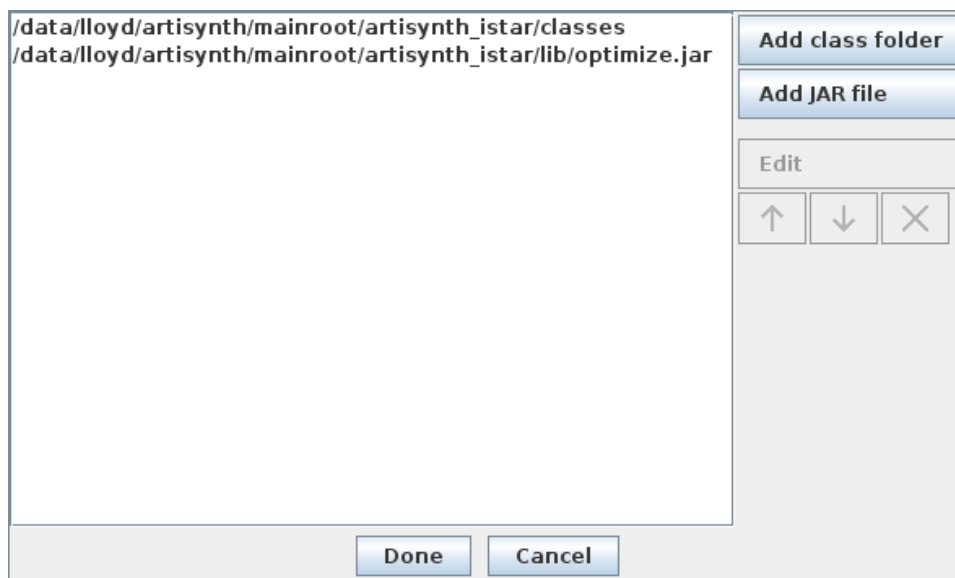 /data/lloyd/artisynth/mainroot/artisynth_istar/classes
/data/lloyd/artisynth/mainroot/artisynth_istar/lib/optimize.jar
Add class folder
Add JAR file
Edit
Done
Cancel